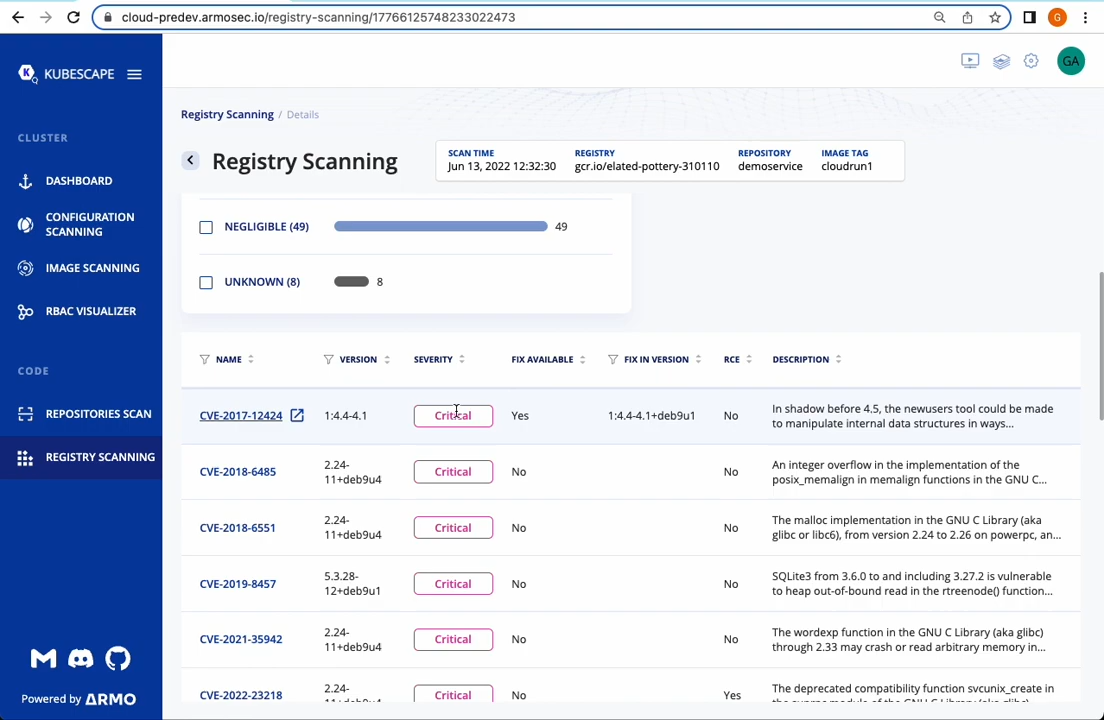 cloud-predev.armosec.io/registry-scanning/17766125748233022473
G
KUBESCAPE
GA
CLUSTER
DASHBOARD
CONFIGURATION
SCANNING
IMAGE SCANNING
RBAC VISUALIZER
CODE
REPOSITORIES SCAN
REGISTRY SCANNING
Powered by ARMO
Registry Scanning / Details
Registry Scanning
SCAN TIME
Jun 13, 2022 12:32:30
REGISTRY
gcr.io/elated-pottery-310110
REPOSITORY
demoservice
IMAGE TAG
cloudrun1
NEGLIGIBLE (49) 49
UNKNOWN (8) 8
NAME VERSION SEVERITY FIX AVAILABLE FIX IN VERSION RCE DESCRIPTION
CVE-2017-12424 1:4.4-4.1 Critical Yes 1:4.4-4.1+deb9u1 No
In shadow before 4.5, the newusers tool could be made
to manipulate internal data structures in ways...
CVE-2018-6485
2.24-
11+deb9u4
Critical No No
An integer overflow in the implementation of the
posix_memalign in memalign functions in the GNU C...
CVE-2018-6551
2.24-
11+deb9u4
Critical No No
The malloc implementation in the GNU C Library (aka
glibc or libc6), from version 2.24 to 2.26 on powerpc, an...
CVE-2019-8457
5.3.28-
12+deb9u1
Critical No No
SQLite3 from 3.6.0 to and including 3.27.2 is vulnerable
to heap out-of-bound read in the rtreenode() function...
CVE-2021-35942
2.24-
11+deb9u4
Critical No No
The wordexp function in the GNU C Library (aka glibc)
through 2.33 may crash or read arbitrary memory in...
CVE-2022-23218
2.24-
Critical No Yes
The deprecated compatibility function svcunix_create in